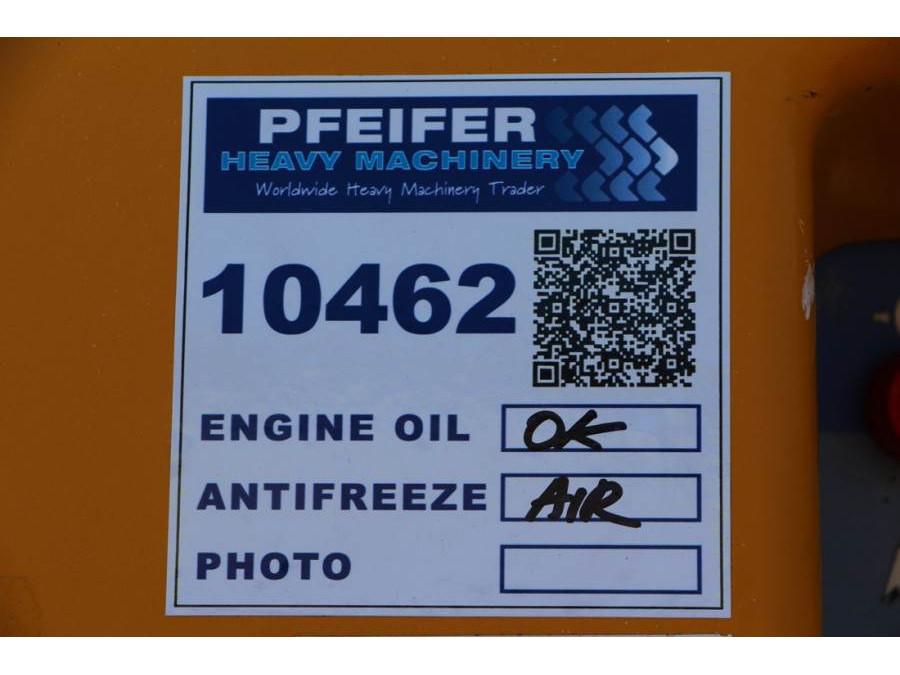 PFEIFER
HEAVY MACHINERY
Worldwide Heavy Machinery Trader
10462
ENGINE OIL OK
ANTIFREEZE AIR
PHOTO